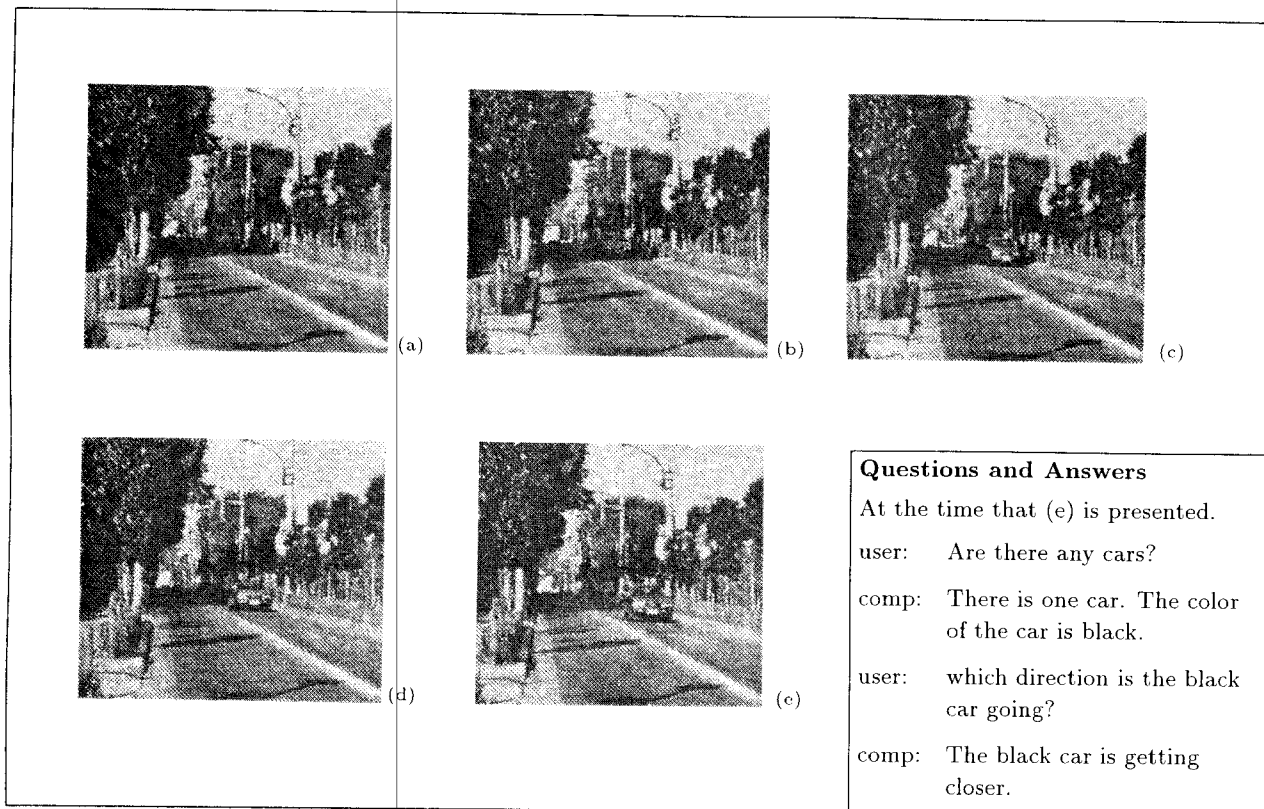 (a)
(b)
(c)
(d)
(e)
Questions and Answers
At the time that (e) is presented.
user: Are there any cars?
comp: There is one car. The color
of the car is black.
user: which direction is the black
car going?
comp: The black car is getting
closer.